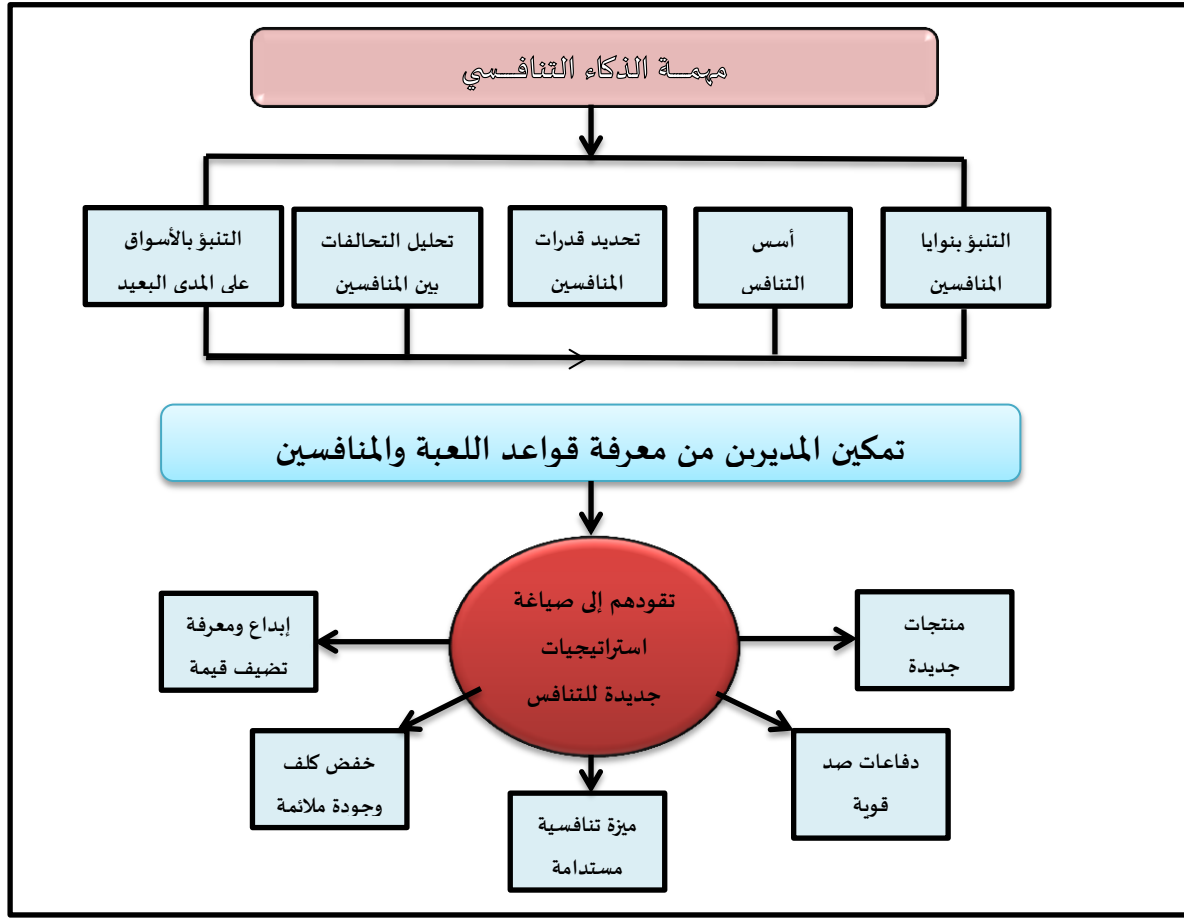 مهمـــة الذكاء التنافـــسي
التنبؤ بنوايا
المنافسين
أسس
التنافس
تحديد قدرات
المنافسين
تحليل التحالفات
بين المنافسين
التنبؤ بالأسواق
على المدى البعيد
تمكين المديرين من معرفة قواعد اللعبة والمنافسين
تقودهم إلى صياغة
استراتيجيات
جديدة للتنافس
منتجات
جديدة
دفاعات صد
قوية
ميزة تنافسية
مستدامة
خفض كلف
وجودة ملائمة
إبداع ومعرفة
تضيف قيمة